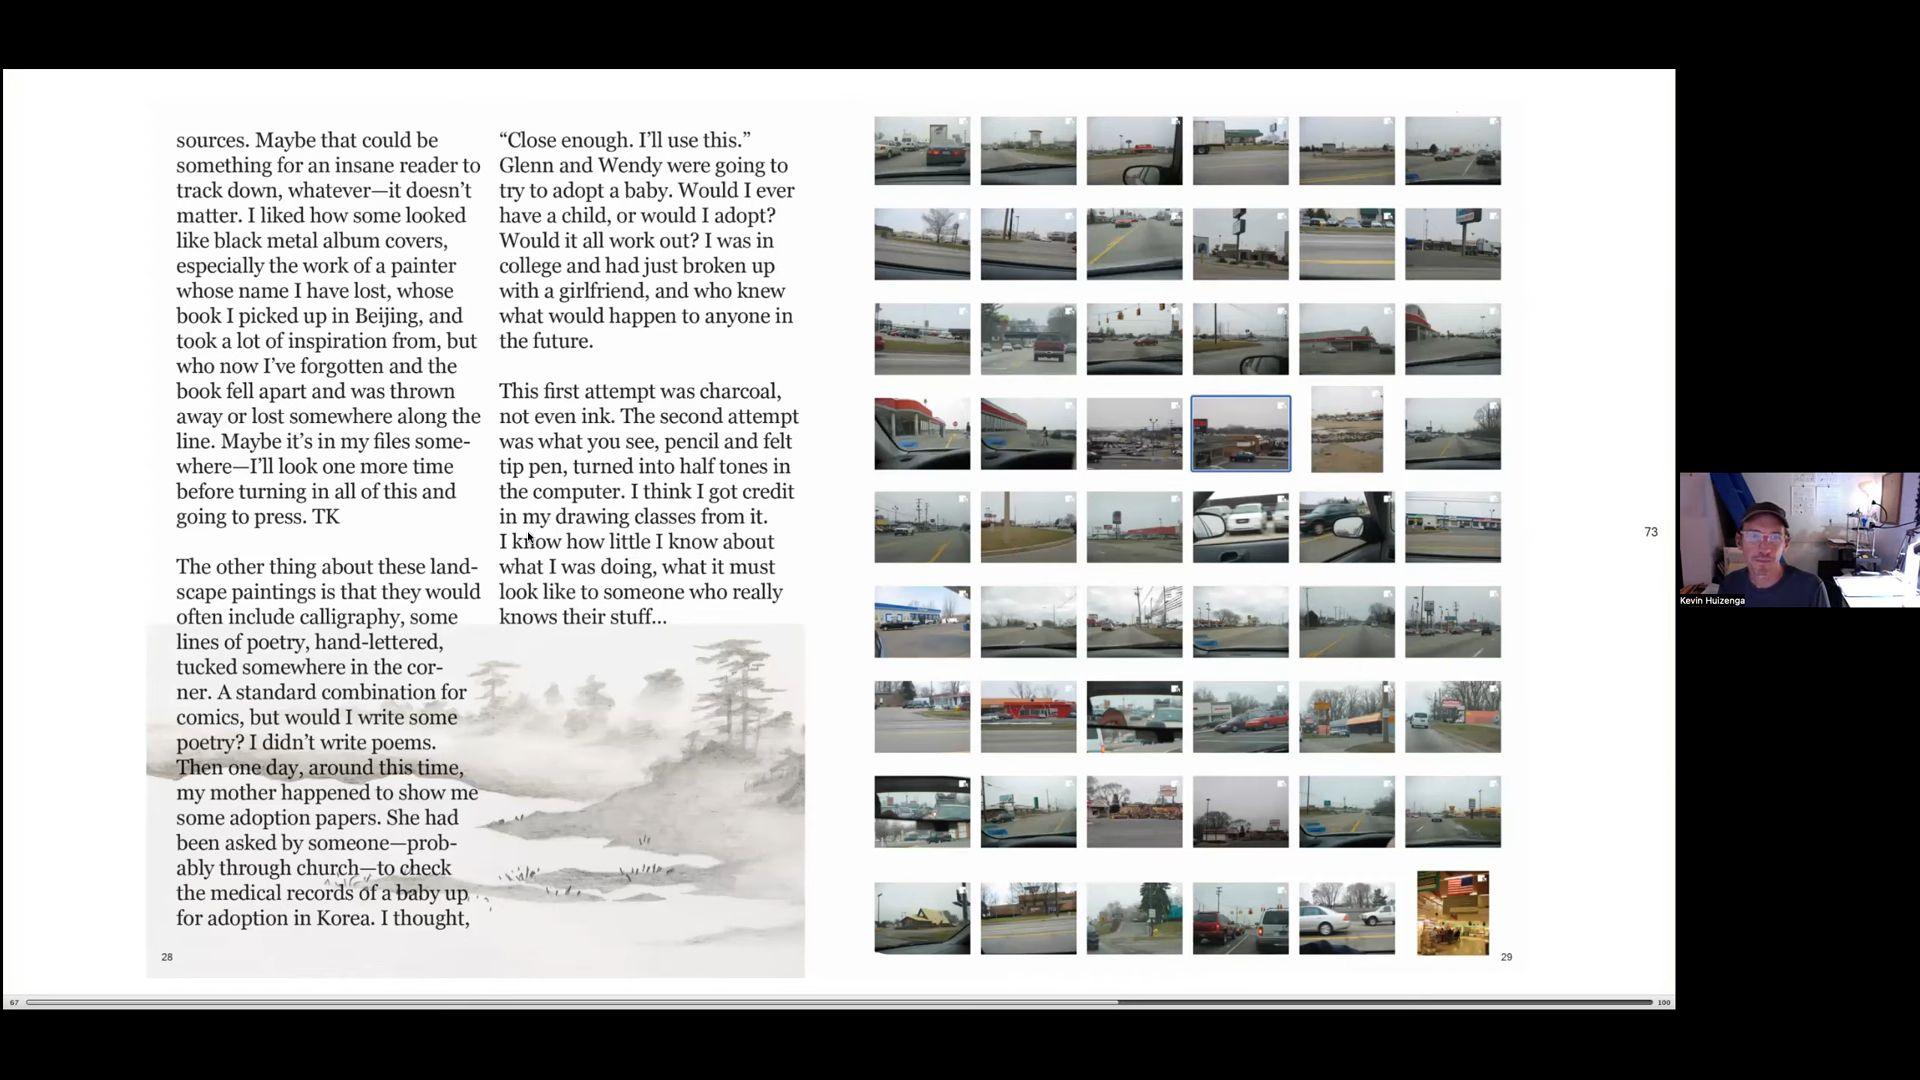 sources. Maybe that could be
something for an insane reader to
track down, whatever—it doesn’t
matter. I liked how some looked
like black metal album covers,
especially the work of a painter
whose name I have lost, whose
book I picked up in Beijing, and
took a lot of inspiration from, but
who now I’ve forgotten and the
book fell apart and was thrown
away or lost somewhere along the
line. Maybe it’s in my files some-
where—I’ll look one more time
before turning in all of this and
going to press. TK
The other thing about these land-
scape paintings is that they would
often include calligraphy, some
lines of poetry, hand-lettered,
tucked somewhere in the cor-
ner. A standard combination for
comics, but would I write some
poetry? I didn’t write poems.
Then one day, around this time,
my mother happened to show me
some adoption papers. She had
been asked by someone—prob-
ably through church—to check
the medical records of a baby up
for adoption in Korea. I thought,
28
“Close enough. I’ll use this.”
Glenn and Wendy were going to
try to adopt a baby. Would I ever
have a child, or would I adopt?
Would it all work out? I was in
college and had just broken up
with a girlfriend, and who knew
what would happen to anyone in
the future.
This first attempt was charcoal,
not even ink. The second attempt
was what you see, pencil and felt
tip pen, turned into half tones in
the computer. I think I got credit
in my drawing classes from it.
I know how little I know about
what I was doing, what it must
look like to someone who really
knows their stuff...
29
73
Kevin Huizenga
67
100